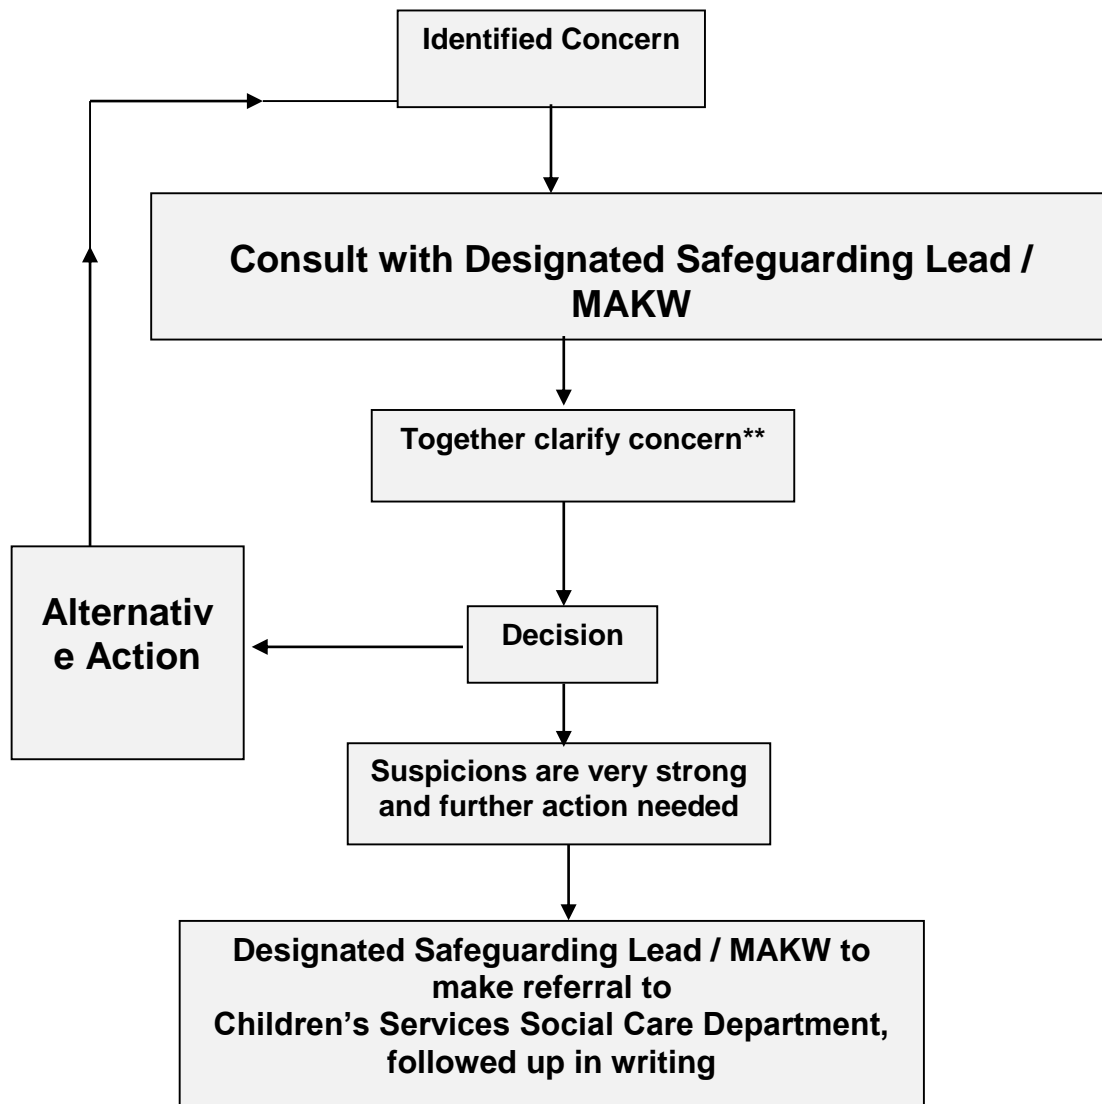 Identified Concern
Consult with Designated Safeguarding Lead /
MAKW
Together clarify concern**
Alternativ
e Action
Decision
Suspicions are very strong
and further action needed
Designated Safeguarding Lead / MAKW to
make referral to
Children’s Services Social Care Department,
followed up in writing